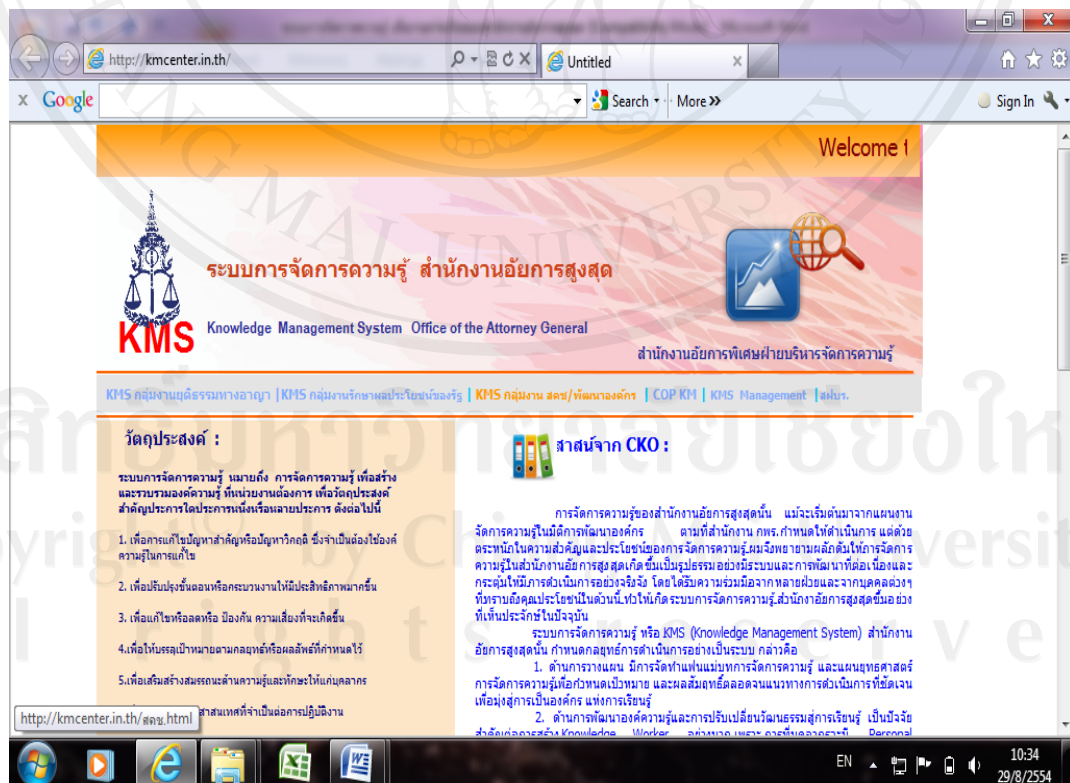 http://kmcenter.in.th/
Untitled
x Google Search More >> Sign In
Welcome t
ระบบการจัดการความรู้ สำนักงานอัยการสูงสุด
KMS Knowledge Management System Office of the Attorney General
สำนักงานอัยการพิเศษฝ่ายบริหารจัดการความรู้
KMS กลุ่มงานยุติธรรมทางอาญา | KMS กลุ่มงานรักษาผลประโยชน์ของรัฐ | KMS กลุ่มงาน สคช/พัฒนาองค์กร | COP KM | KMS Management | สฝบร.
วัตถุประสงค์ :
ระบบการจัดการความรู้ หมายถึง การจัดการความรู้ เพื่อสร้าง
และรวบรวมองค์ความรู้ ที่หน่วยงานต้องการ เพื่อวัตถุประสงค์
สำคัญประการใดประการหนึ่งหรือหลายประการ ดังต่อไปนี้
1. เพื่อการแก้ไขปัญหาสำคัญหรือปัญหาวิกฤติ ซึ่งจำเป็นต้องใช้องค์
ความรู้ในการแก้ไข
2. เพื่อปรับปรุงขั้นตอนหรือกระบวนงานให้มีประสิทธิภาพมากขึ้น
3. เพื่อแก้ไขหรือลดหรือ ป้องกัน ความเสี่ยงที่จะเกิดขึ้น
4.เพื่อให้บรรลุเป้าหมายตามกลยุทธ์หรือผลลัพธ์ที่กำหนดไว้
5.เพื่อเสริมสร้างสมรรถนะด้านความรู้และทักษะให้แก่บุคลากร
สาสนเทศที่จำเป็นต่อการปฏิบัติงาน
http://kmcenter.in.th/สคช.html
สาสน์จาก CKO :
การจัดการความรู้ของสำนักงานอัยการสูงสุดนั้น แม้จะเริ่มต้นมาจากแผนงาน
จัดการความรู้ในมิติการพัฒนาองค์กร ตามที่สำนักงาน กพร.กำหนดให้ดำเนินการ แต่ด้วย
ตระหนักในความสำคัญและประโยชน์ของการจัดการความรู้.ผมจึงพยายามผลักดันให้การจัดการ
ความรู้ในสำนักงานอัยการสูงสุดเกิดขึ้นเป็นรูปธรรมอย่างมีระบบและการพัฒนาที่ต่อเนื่องและ
กระตุ้นให้มีการดำเนินการอย่างจริงจัง โดยได้รับความร่วมมือจาก หลายฝ่ายและจากบุคคลต่างๆ
ที่ทราบถึงคุณประโยชน์ในด้วนนี้.ทำให้เกิดระบบการจัดการความรู้.สำนักงาอัยการสูงสุดขึ้นอย่าง
ที่เห็นประจักษ์ในปัจจุบัน
ระบบการจัดการความรู้ หรือ KMS (Knowledge Management System) สำนักงาน
อัยการสูงสุดนั้น กำหนดกลยุทธ์การดำเนินการอย่างเป็นระบบ กล่าวคือ
1. ด้านการวางแผน มีการจัดทำแฟนแม่บทการจัดการความรู้ และแผนยุทธศาสตร์
การจัดการความรู้เพื่อกำหนดเป้าหมาย และผลสัมฤทธิ์ตลอดจนแนวทางการดำเนินการที่ชัดเจน
เพื่อมุ่งสู่การเป็นองค์กร แห่งการเรียนรู้
2. ด้านการพัฒนาองค์ความรู้และการปรับเปลี่ยนวัฒนธรรมสู่การเรียนรู้ เป็นปัจจัย
สำคัญต่อการสร้าง Knowledge Worker อย่างมาก เพราะ Personal
EN 10:34
29/8/2554